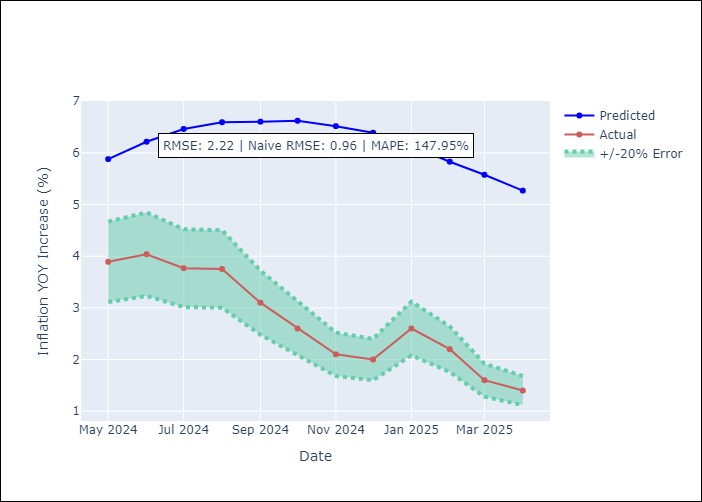 7
6
5
4
3
2
1
Inflation YOY Increase (%)
RMSE: 2.22 | Naive RMSE: 0.96 | MAPE: 147.95%
Predicted
Actual
+/-20% Error
May 2024 Jul 2024 Sep 2024 Nov 2024 Jan 2025 Mar 2025
Date